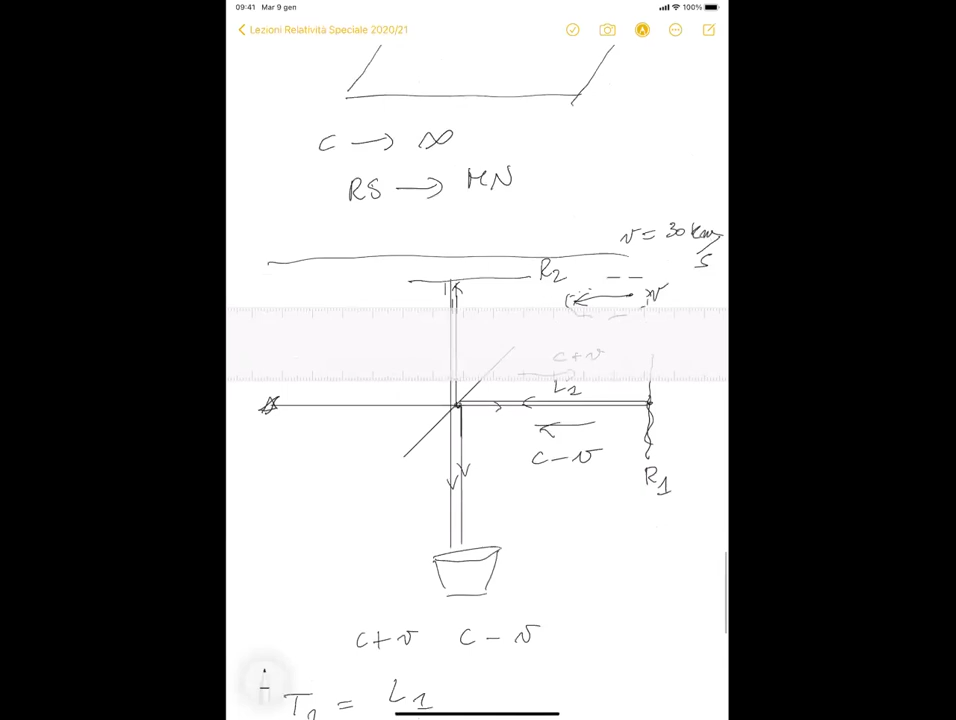 09:41 Mar 9 gen
100%
Lezioni Relatività Speciale 2020/21
C → ∞
RS → MN
v = 30 km/s
R2
v
c+v
L1
c-v
R1
c+v c-v
T1 = L1